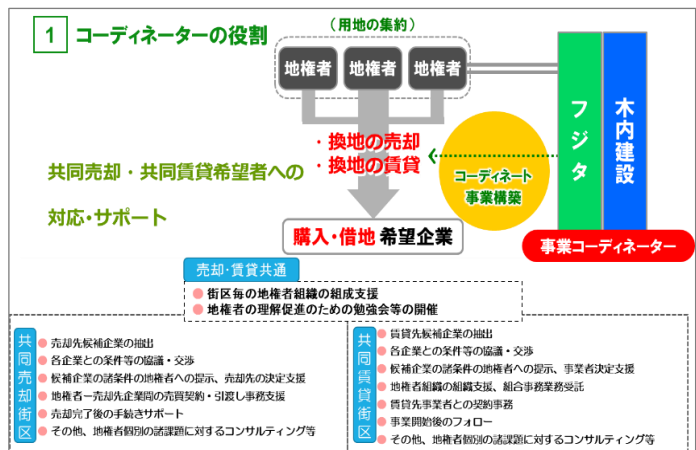 1 コーディネーターの役割
(用地の集約)
地権者 地権者 地権者
フジタ
木内建設
・換地の売却
・換地の賃貸
コーディネート
事業構築
共同売却・共同賃貸希望者への
対応・サポート
購入・借地 希望企業
事業コーディネーター
売却・賃貸共通
街区毎の地権者組織の組成支援
地権者の理解促進のための勉強会等の開催
共同売却街区
売却先候補企業の抽出
各企業との条件等の協議・交渉
候補企業の諸条件の地権者への提示、売却先の決定支援
地権者ー売却先企業間の売買契約・引渡し事務支援
売却完了後の手続きサポート
その他、地権者個別の諸課題に対するコンサルティング等
共同賃貸街区
賃貸先候補企業の抽出
各企業との条件等の協議・交渉
候補企業の諸条件の地権者への提示、事業者決定支援
地権者組織の組織支援、組合事務業務受託
賃貸先事業者との契約事務
事業開始後のフォロー
その他、地権者個別の諸課題に対するコンサルティング等